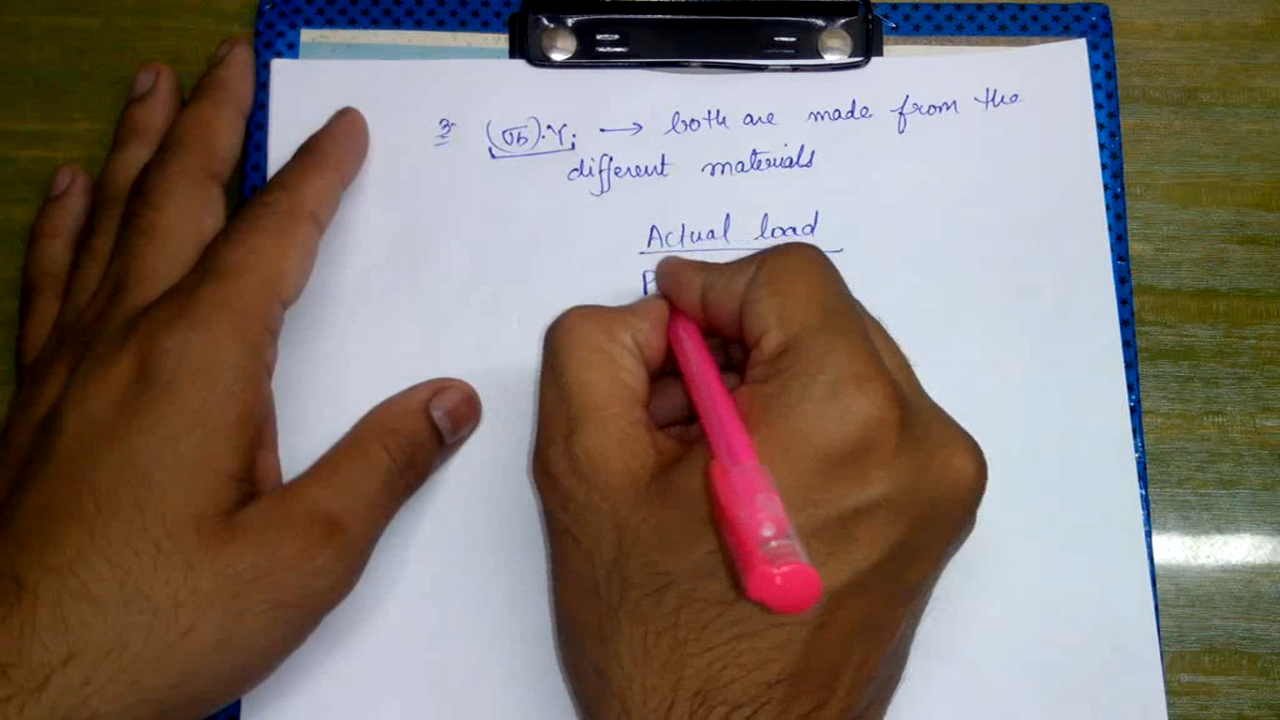 3 (σb).Y. → both are made from the
different materials
Actual load
P